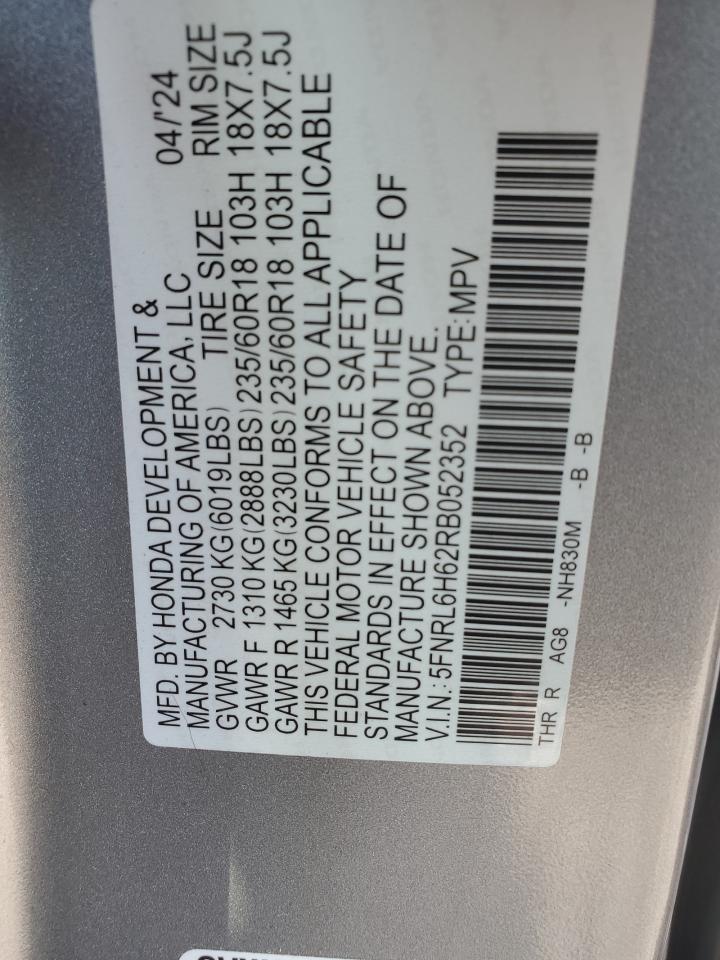 MFD. BY HONDA DEVELOPMENT & 04/'24
MANUFACTURING OF AMERICA, LLC
GVWR 2730 KG(6019LBS) TIRE SIZE RIM SIZE
GAWR F 1310 KG(2888LBS) 235/60R18 103H 18X7.5J
GAWR R 1465 KG(3230LBS) 235/60R18 103H 18X7.5J
THIS VEHICLE CONFORMS TO ALL APPLICABLE
FEDERAL MOTOR VEHICLE SAFETY
STANDARDS IN EFFECT ON THE DATE OF
MANUFACTURE SHOWN ABOVE.
V.I.N.: 5FNRL6H62RB052352 TYPE: MPV
THR R AG8 -NH830M -B -B